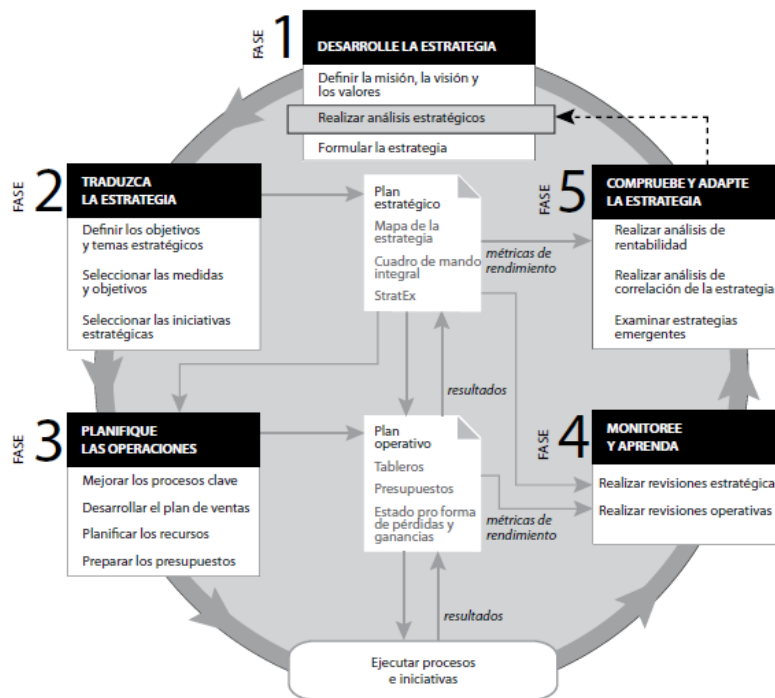 FASE 1
DESARROLLE LA ESTRATEGIA
Definir la misión, la visión y
los valores
Realizar análisis estratégicos
Formular la estrategia
FASE 2
TRADUZCA
LA ESTRATEGIA
Definir los objetivos
y temas estratégicos
Seleccionar las medidas
y objetivos
Seleccionar las iniciativas
estratégicas
Plan
estratégico
Mapa de la
estrategia
Cuadro de mando
integral
StratEx
métricas de
rendimiento
FASE 5
COMPRUEBE Y ADAPTE
LA ESTRATEGIA
Realizar análisis de
rentabilidad
Realizar análisis de
correlación de la estrategia
Examinar estrategias
emergentes
resultados
FASE 3
PLANIFIQUE
LAS OPERACIONES
Mejorar los procesos clave
Desarrollar el plan de ventas
Planificar los recursos
Preparar los presupuestos
Plan
operativo
Tableros
Presupuestos
Estado pro forma
de pérdidas y
ganancias
métricas de
rendimiento
FASE 4
MONITOREE
Y APRENDA
Realizar revisiones estratégica
Realizar revisiones operativas
resultados
Ejecutar procesos
e iniciativas